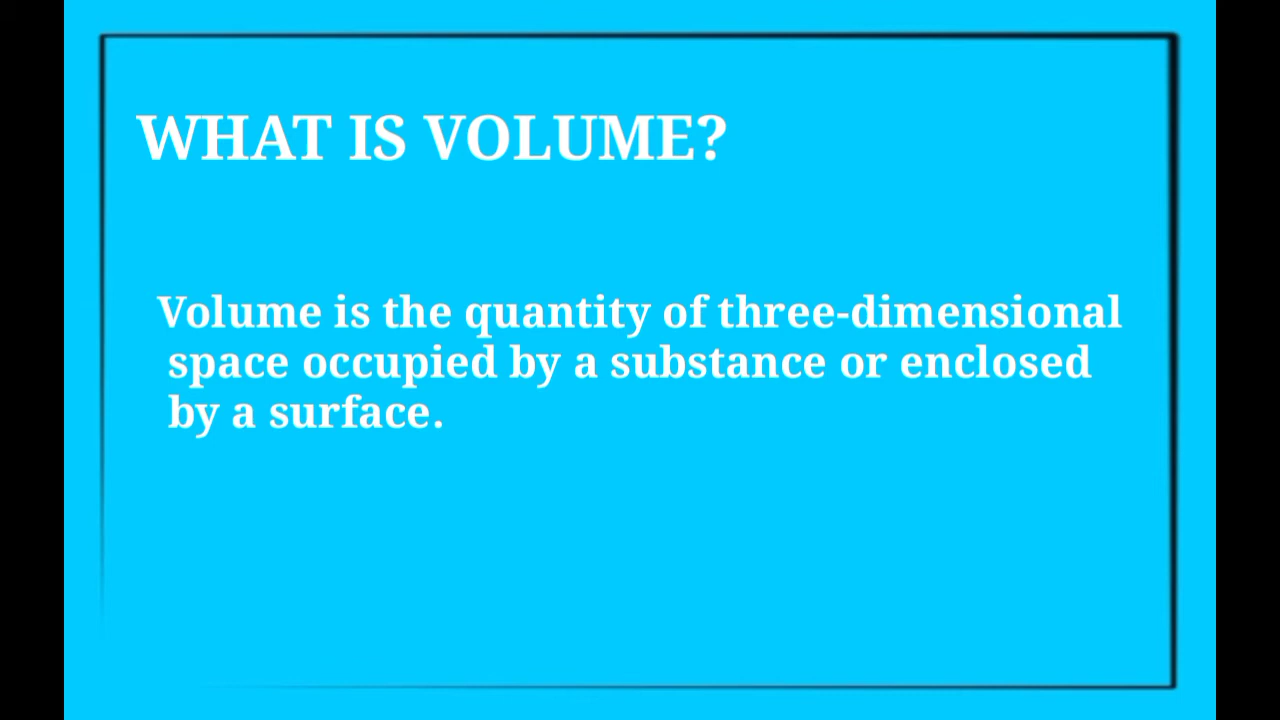 WHAT IS VOLUME?
Volume is the quantity of three-dimensional
space occupied by a substance or enclosed
by a surface.